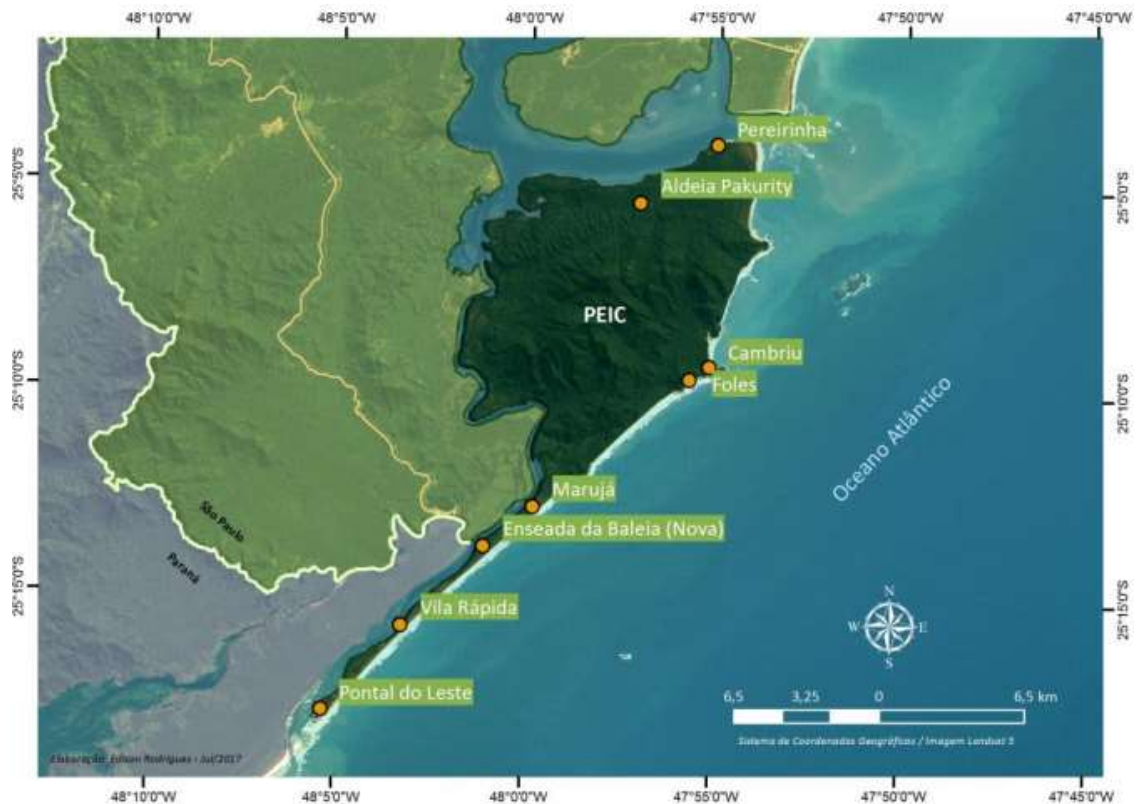 48°10'0"W 48°5'0"W 48°0'0"W 47°55'0"W 47°50'0"W 47°45'0"W
Pereirinha
25°5'0"S
Aldeia Pakurity
25°5'0"S
PEIC
Cambriu
25°10'0"S
Foles
25°10'0"S
Oceano Atlântico
Marujá
Enseada da Baleia (Nova)
São Paulo
Paraná
25°15'0"S
Vila Rápida
25°15'0"S
N
W E
S
Pontal do Leste
6,5 3,25 0 6,5 km
Sistema de Coordenadas Geográficas / Imagem Landsat 5
Elaboração: Edison Rodrigues - Jul/2017
48°10'0"W 48°5'0"W 48°0'0"W 47°55'0"W 47°50'0"W 47°45'0"W